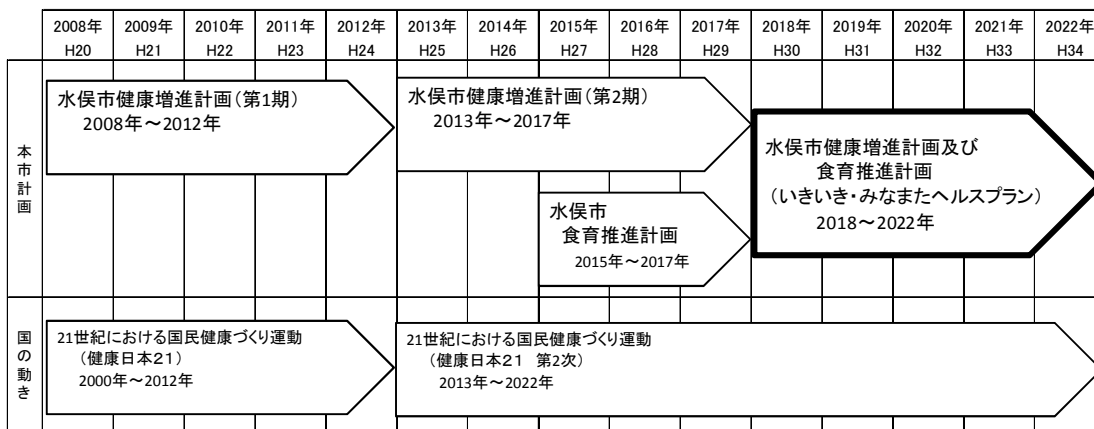 2008年 2009年 2010年 2011年 2012年 2013年 2014年 2015年 2016年 2017年 2018年 2019年 2020年 2021年 2022年
H20 H21 H22 H23 H24 H25 H26 H27 H28 H29 H30 H31 H32 H33 H34
本市計画
水俣市健康増進計画(第1期)
2008年～2012年
水俣市健康増進計画(第2期)
2013年～2017年
水俣市
食育推進計画
2015年～2017年
水俣市健康増進計画及び
食育推進計画
(いきいき・みなまたヘルスプラン)
2018～2022年
国の動き
21世紀における国民健康づくり運動
(健康日本21)
2000年～2012年
21世紀における国民健康づくり運動
(健康日本21 第2次)
2013年～2022年